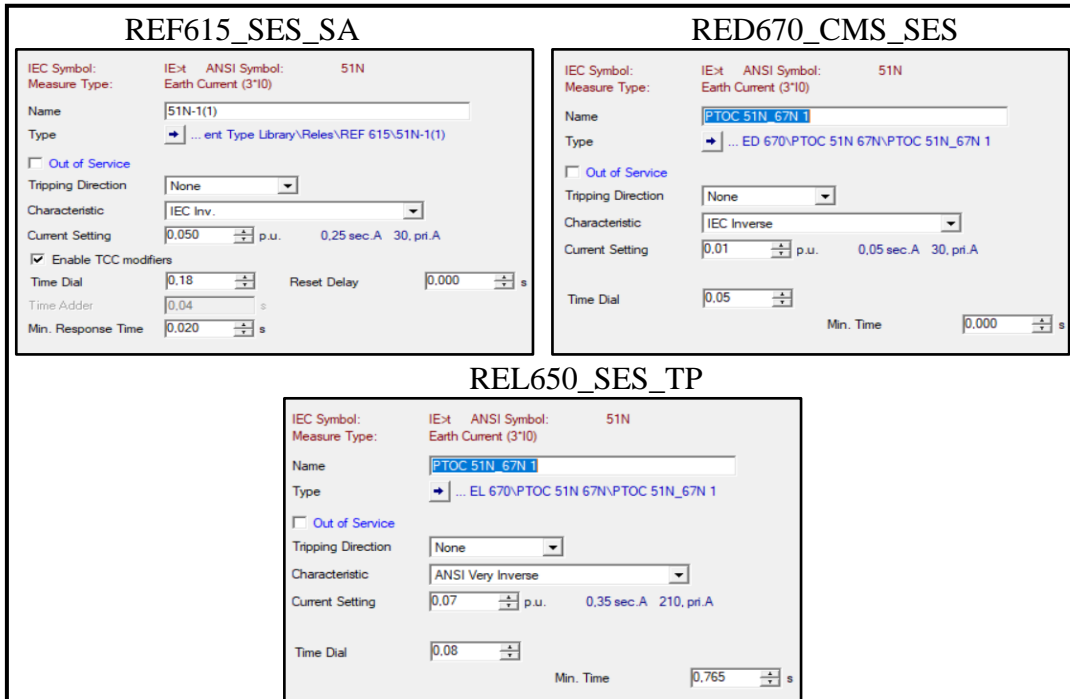 REF615_SES_SA
IEC Symbol: IE>t ANSI Symbol: 51N
Measure Type: Earth Current (3*I0)
Name 51N-1(1)
Type ... ent Type Library\Reles\REF 615\51N-1(1)
Out of Service
Tripping Direction None
Characteristic IEC Inv.
Current Setting 0,050 p.u. 0,25 sec.A 30, pri.A
Enable TCC modifiers
Time Dial 0,18 Reset Delay 0,000 s
Time Adder 0,04 s
Min. Response Time 0,020 s
RED670_CMS_SES
IEC Symbol: IE>t ANSI Symbol: 51N
Measure Type: Earth Current (3*I0)
Name PTOC 51N_67N 1
Type ... ED 670\PTOC 51N 67N\PTOC 51N_67N 1
Out of Service
Tripping Direction None
Characteristic IEC Inverse
Current Setting 0,01 p.u. 0,05 sec.A 30, pri.A
Time Dial 0,05
Min. Time 0,000 s
REL650_SES_TP
IEC Symbol: IE>t ANSI Symbol: 51N
Measure Type: Earth Current (3*I0)
Name PTOC 51N_67N 1
Type ... EL 670\PTOC 51N 67N\PTOC 51N_67N 1
Out of Service
Tripping Direction None
Characteristic ANSI Very Inverse
Current Setting 0,07 p.u. 0,35 sec.A 210, pri.A
Time Dial 0,08
Min. Time 0,765 s